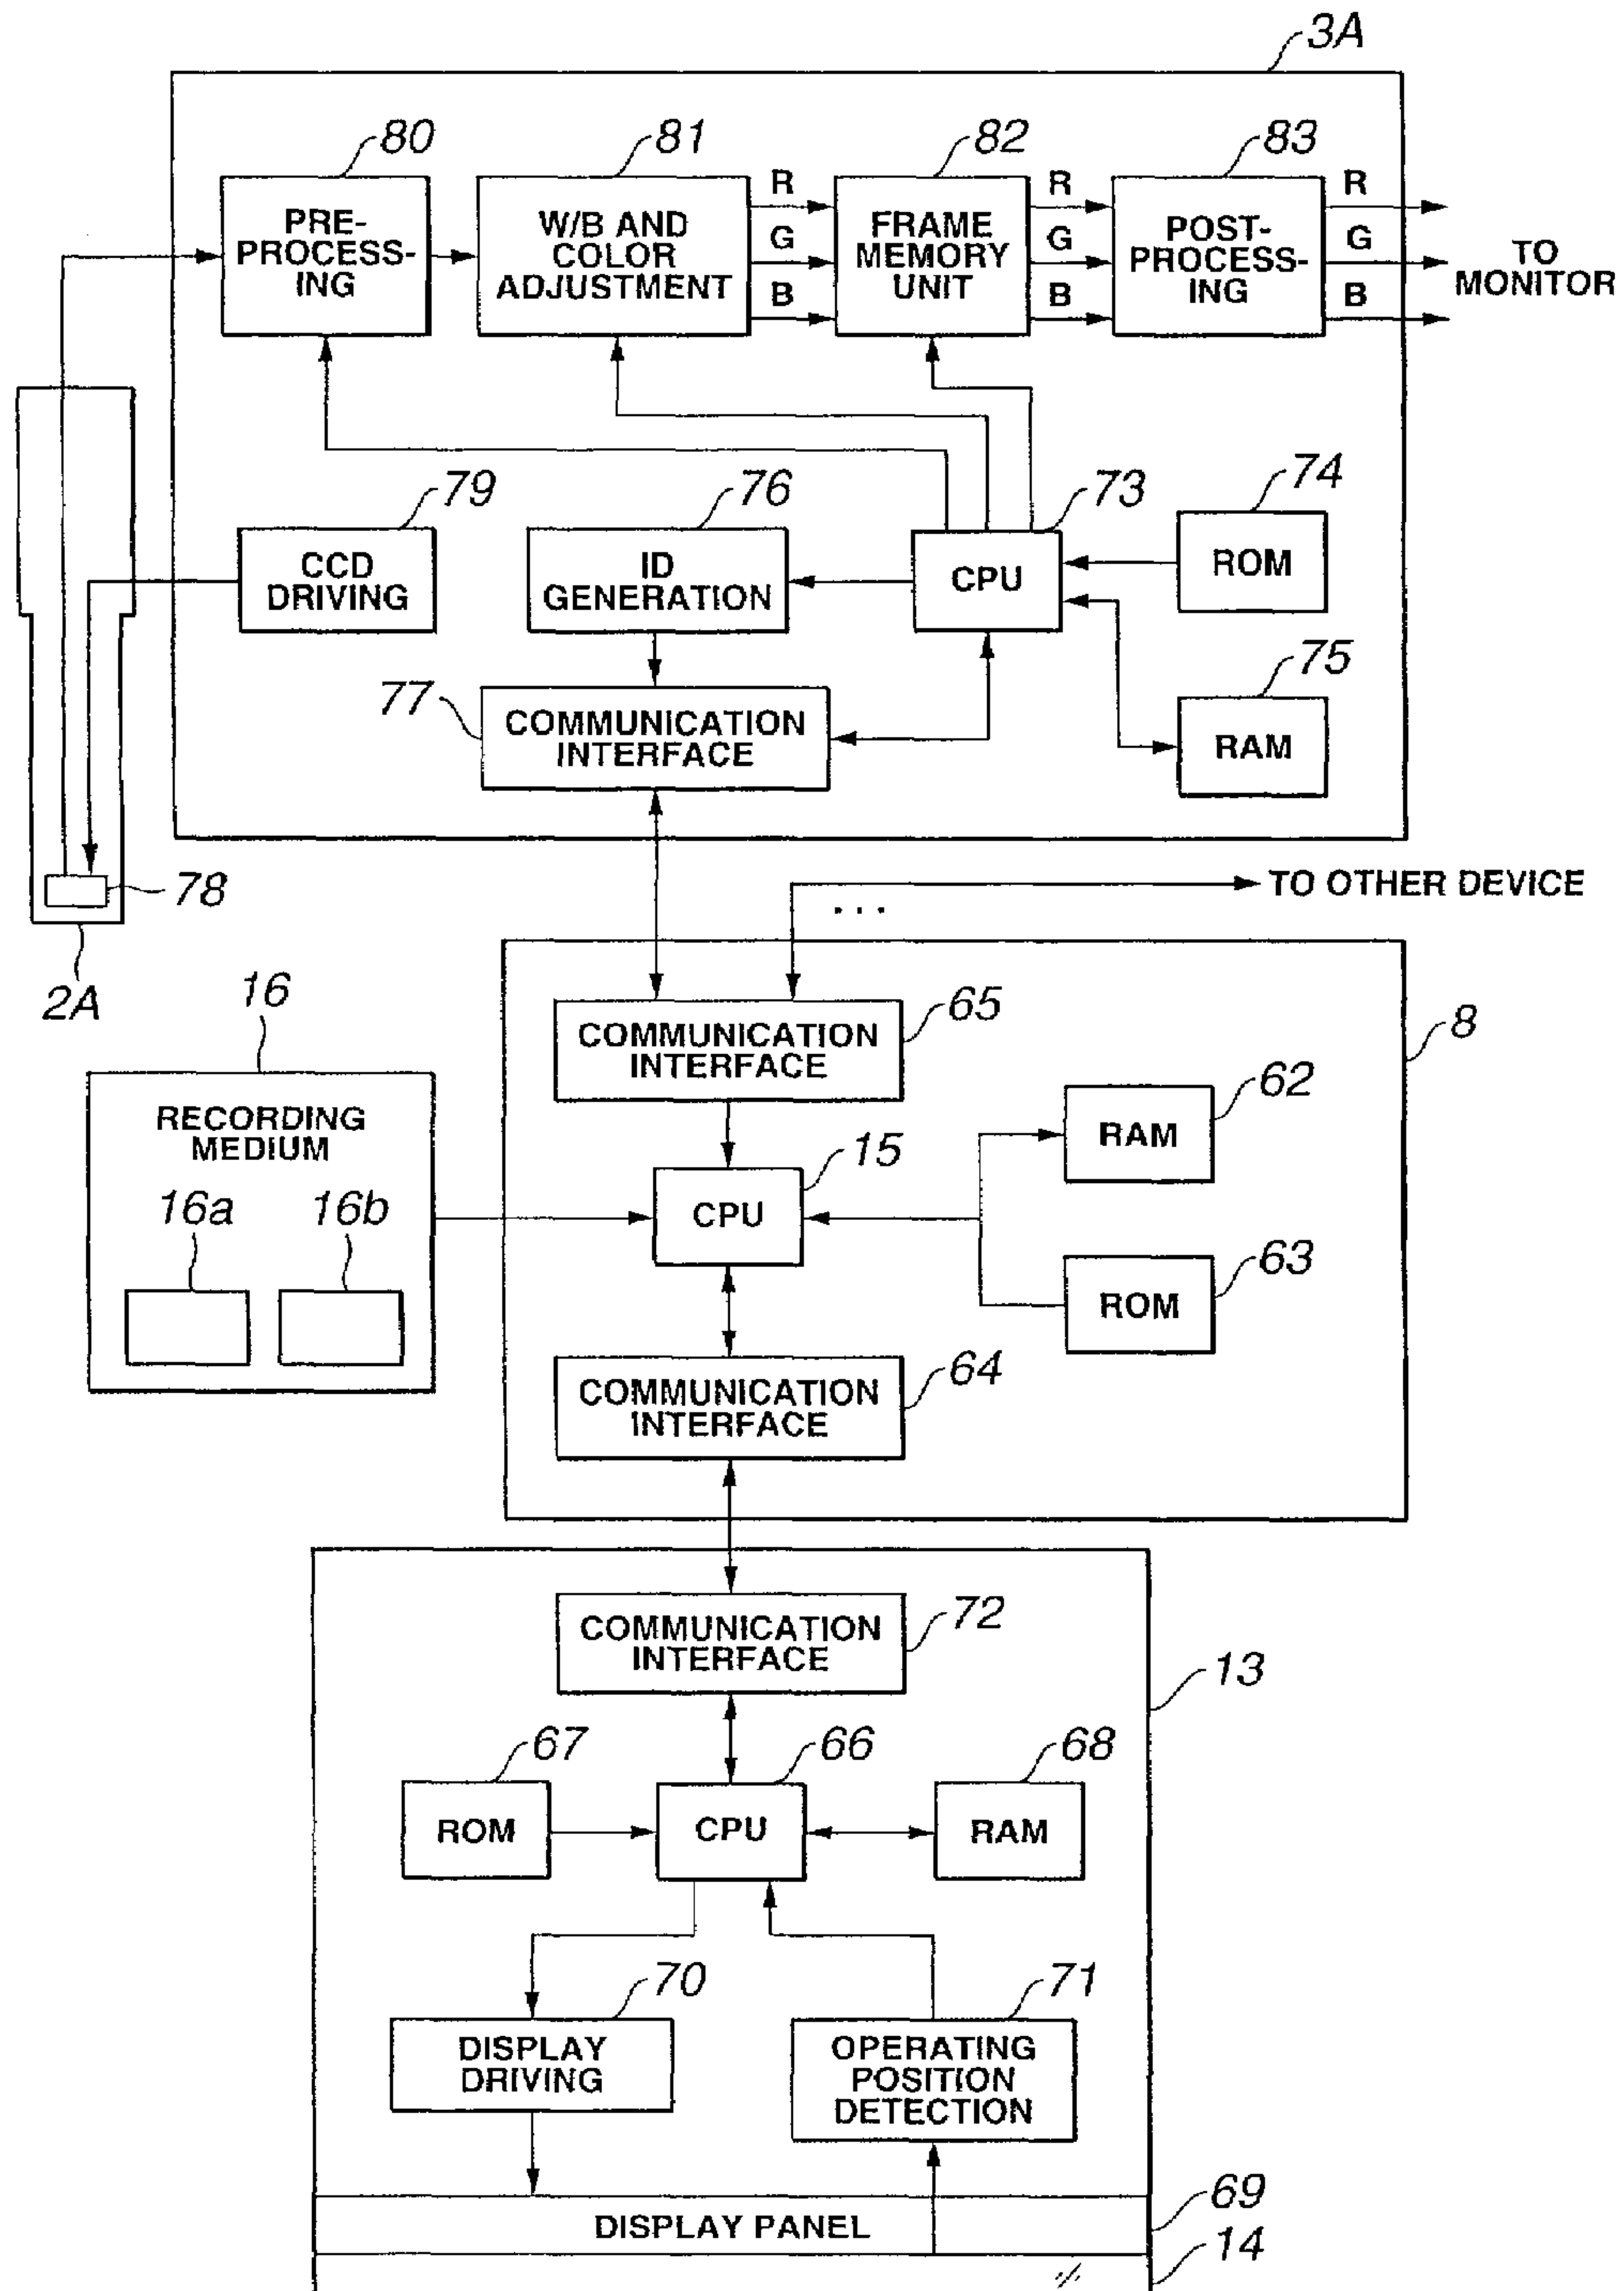 3A
80
81
82
83
PRE-
PROCESS-
ING
W/B AND
COLOR
ADJUSTMENT
R
G
B
FRAME
MEMORY
UNIT
R
G
B
POST-
PROCESS-
ING
R
G
B
TO
MONITOR
79
76
73
74
CCD
DRIVING
ID
GENERATION
CPU
ROM
77
75
COMMUNICATION
INTERFACE
RAM
78
2A
... TO OTHER DEVICE
16
65
8
COMMUNICATION
INTERFACE
RECORDING
MEDIUM
16a
16b
15
CPU
62
RAM
63
ROM
64
COMMUNICATION
INTERFACE
72
COMMUNICATION
INTERFACE
13
67
66
68
ROM
CPU
RAM
70
71
DISPLAY
DRIVING
OPERATING
POSITION
DETECTION
69
DISPLAY PANEL
14